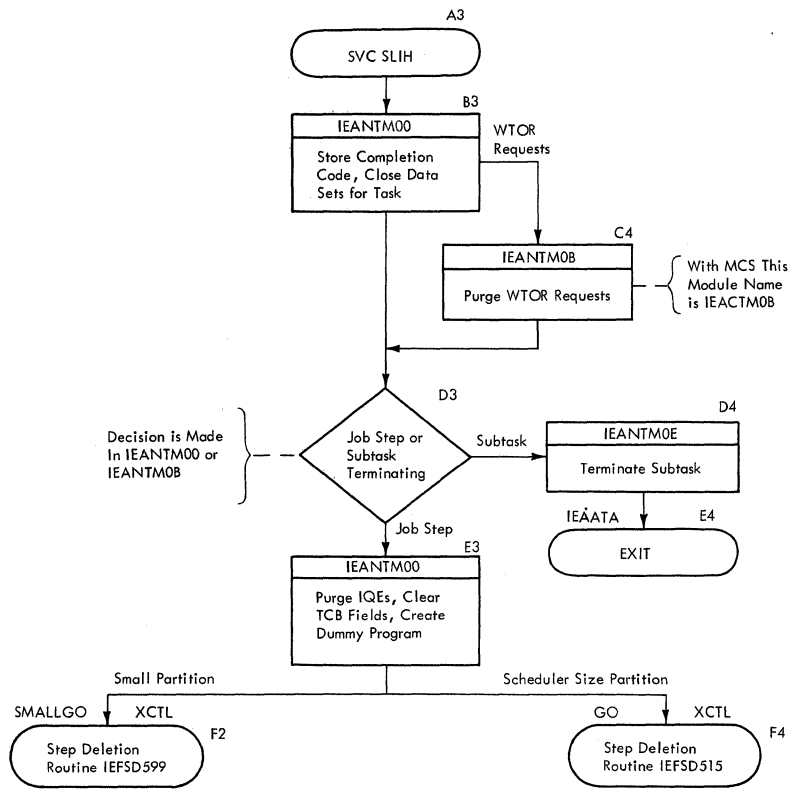 A3
SVC SLIH
B3
IEANTM00
Store Completion
Code, Close Data
Sets for Task
WTOR
Requests
C4
IEANTM0B
Purge WTOR Requests
With MCS This
Module Name
is IEACTM0B
D3
Job Step or
Subtask
Terminating
Decision is Made
In IEANTM00 or
IEANTM0B
Subtask
D4
IEANTM0E
Terminate Subtask
IEAATA
E4
EXIT
Job Step
E3
IEANTM00
Purge IQEs, Clear
TCB Fields, Create
Dummy Program
Small Partition
Scheduler Size Partition
SMALLGO
XCTL
F2
Step Deletion
Routine IEFSD599
GO
XCTL
F4
Step Deletion
Routine IEFSD515